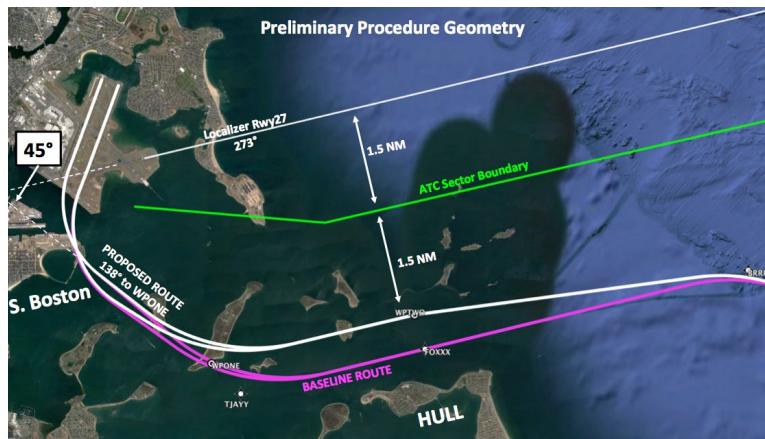 Preliminary Procedure Geometry
Localizer Rwy27
273°
45°
1.5 NM
ATC Sector Boundary
1.5 NM
PROPOSED ROUTE
138° to WPONE
S. Boston
WPTWO
WPONE
FOXXX
BASELINE ROUTE
TJAYY
HULL